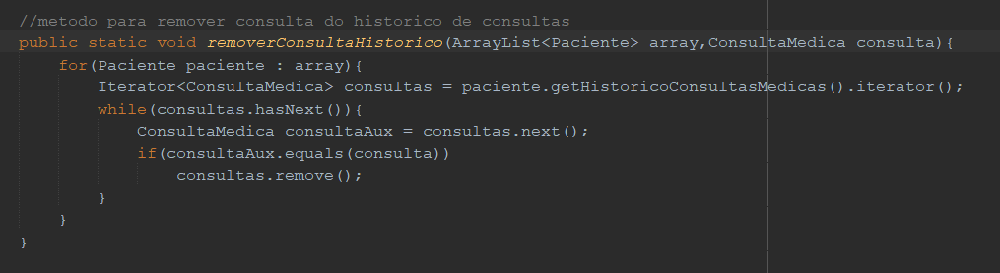 //metodo para remover consulta do historico de consultas
public static void removerConsultaHistorico(ArrayList<Paciente> array,ConsultaMedica consulta){
    for(Paciente paciente : array){
        Iterator<ConsultaMedica> consultas = paciente.getHistoricoConsultasMedicas().iterator();
        while(consultas.hasNext()){
            ConsultaMedica consultaAux = consultas.next();
            if(consultaAux.equals(consulta))
                consultas.remove();
        }
    }
}